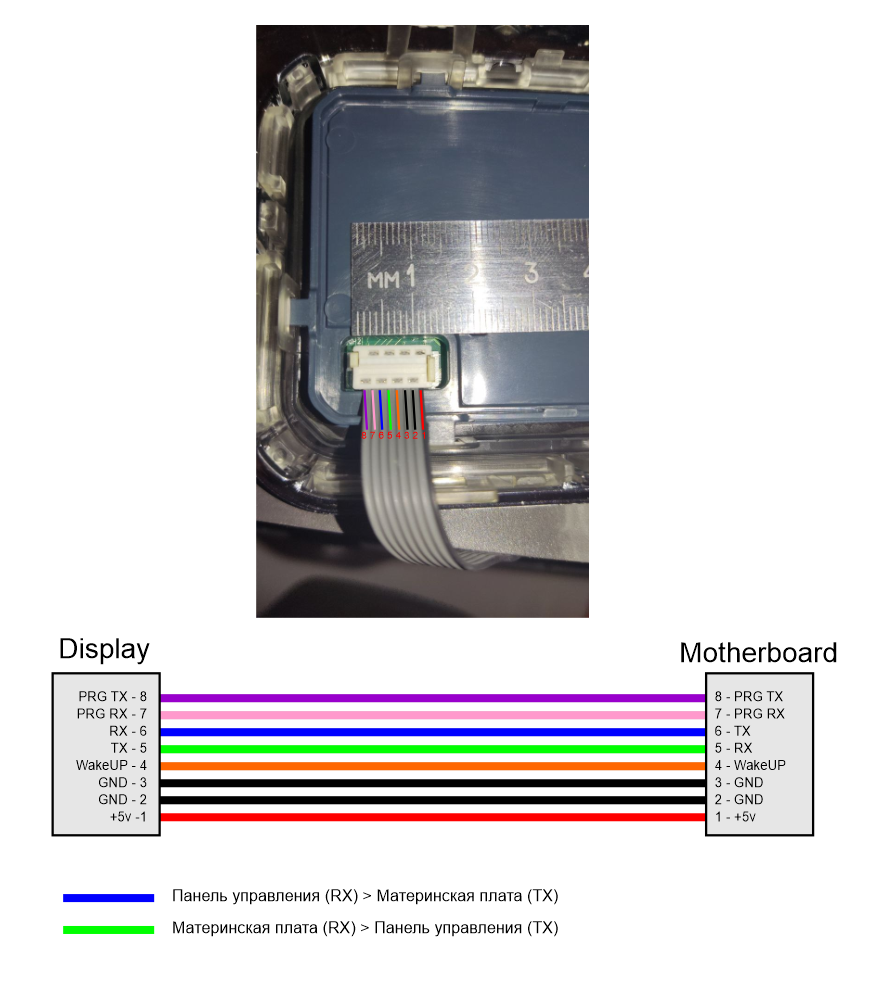 мм 1 2 3 4
8 7 6 5 4 3 2 1
Display
Motherboard
PRG TX - 8
PRG RX - 7
RX - 6
TX - 5
WakeUP - 4
GND - 3
GND - 2
+5v -1
8 - PRG TX
7 - PRG RX
6 - TX
5 - RX
4 - WakeUP
3 - GND
2 - GND
1 - +5v
Панель управления (RX) > Материнская плата (TX)
Материнская плата (RX) > Панель управления (TX)